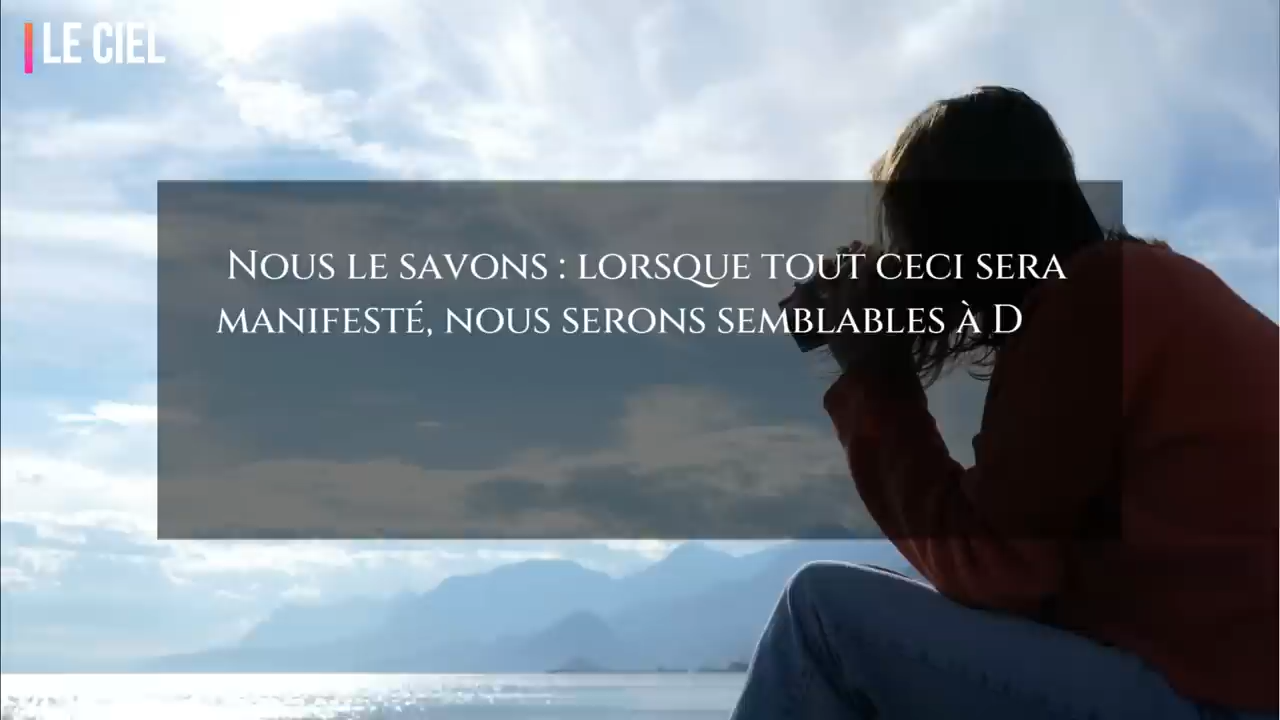 LE CIEL
Nous le savons : lorsque tout ceci sera
manifesté, nous serons semblables à D